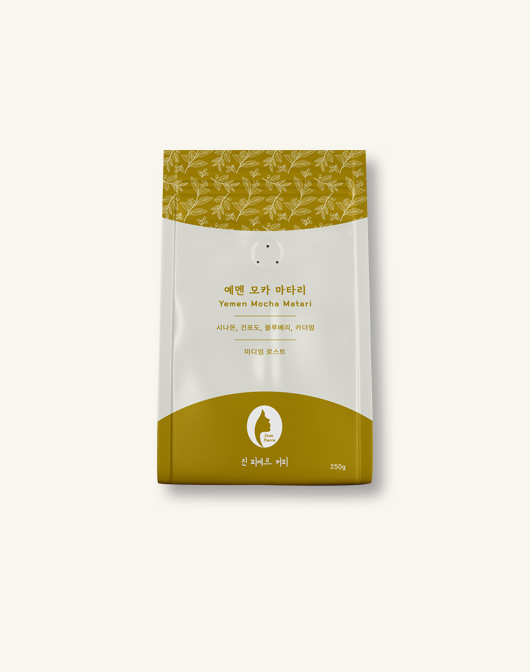 예멘 모카 마타리
Yemen Mocha Matari
시나몬, 건포도, 블루베리, 카더멈
미디엄 로스트
Jean
Pierre
진 피에르 커피
250g